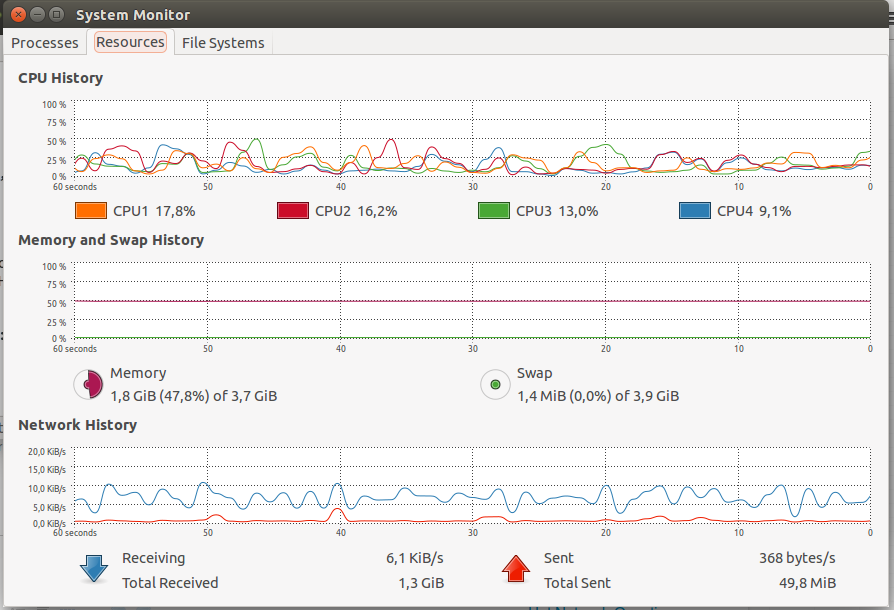 System Monitor
Processes Resources File Systems
CPU History
100 %
75 %
50 %
25 %
0 %
60 seconds 50 40 30 20 10 0
CPU1 17,8% CPU2 16,2% CPU3 13,0% CPU4 9,1%
Memory and Swap History
100 %
75 %
50 %
25 %
0 %
60 seconds 50 40 30 20 10 0
Memory
1,8 GiB (47,8%) of 3,7 GiB
Swap
1,4 MiB (0,0%) of 3,9 GiB
Network History
20,0 KiB/s
15,0 KiB/s
10,0 KiB/s
5,0 KiB/s
0,0 KiB/s
60 seconds 50 40 30 20 10 0
Receiving 6,1 KiB/s
Total Received 1,3 GiB
Sent 368 bytes/s
Total Sent 49,8 MiB